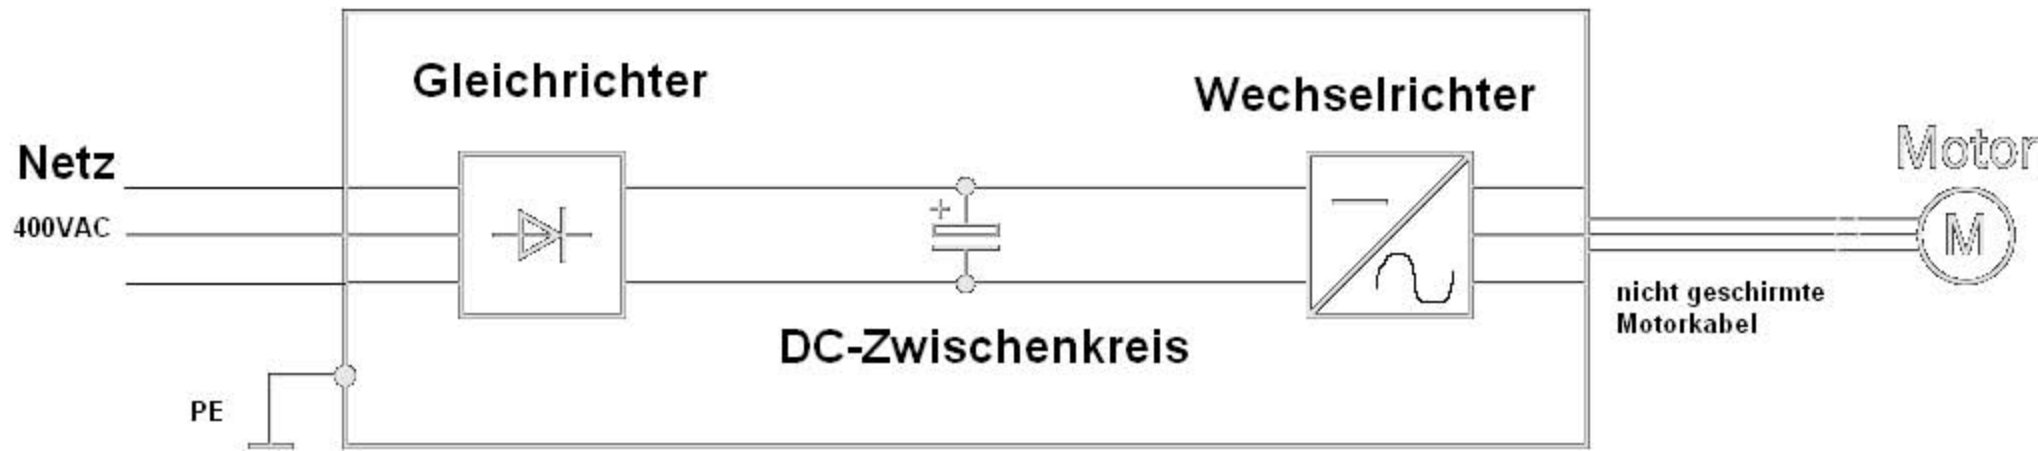 Gleichrichter
Wechselrichter
Netz
Motor
400VAC
+
M
nicht geschirmte
Motorkabel
DC-Zwischenkreis
PE